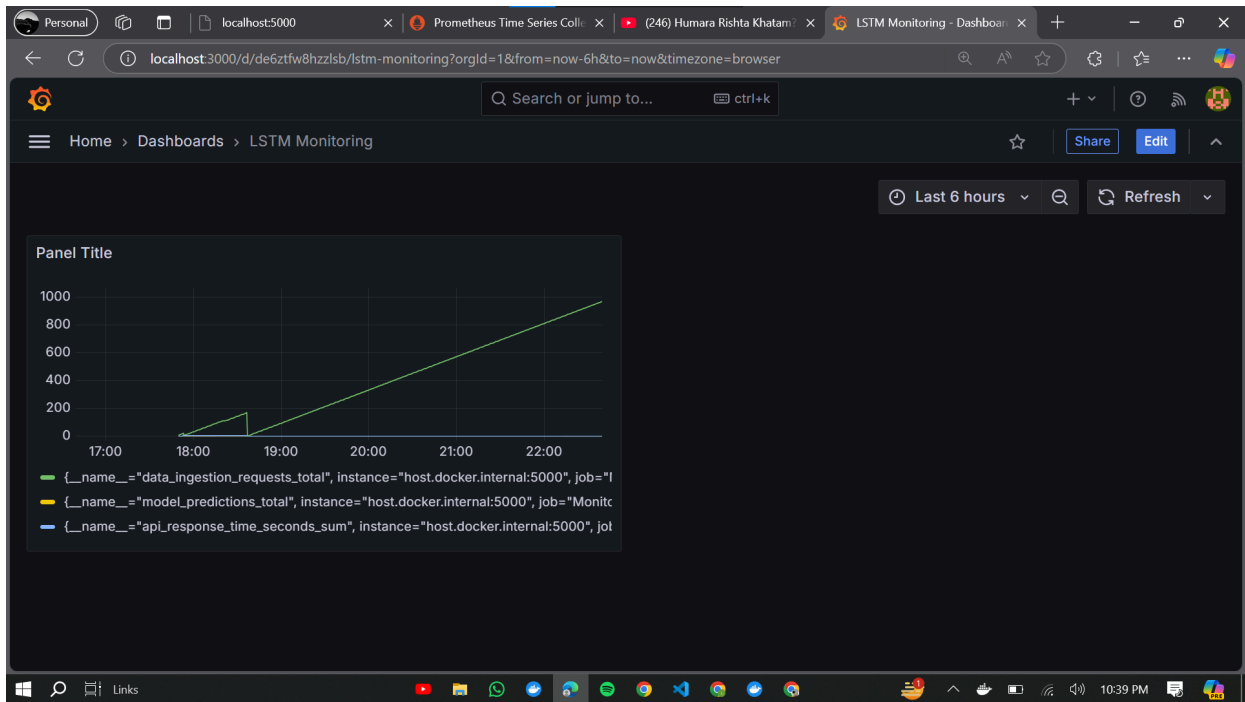 Personal
localhost:5000
Prometheus Time Series Colle
(246) Humara Rishta Khatam?
LSTM Monitoring - Dashboar
localhost:3000/d/de6ztfw8hzzlsb/lstm-monitoring?orgId=1&from=now-6h&to=now&timezone=browser
Search or jump to...
ctrl+k
Home › Dashboards › LSTM Monitoring
Share
Edit
Last 6 hours
Refresh
Panel Title
1000
800
600
400
200
0
17:00 18:00 19:00 20:00 21:00 22:00
{__name__="data_ingestion_requests_total", instance="host.docker.internal:5000", job="
{__name__="model_predictions_total", instance="host.docker.internal:5000", job="Monito
{__name__="api_response_time_seconds_sum", instance="host.docker.internal:5000", jol
Links
1
10:39 PM
PRE